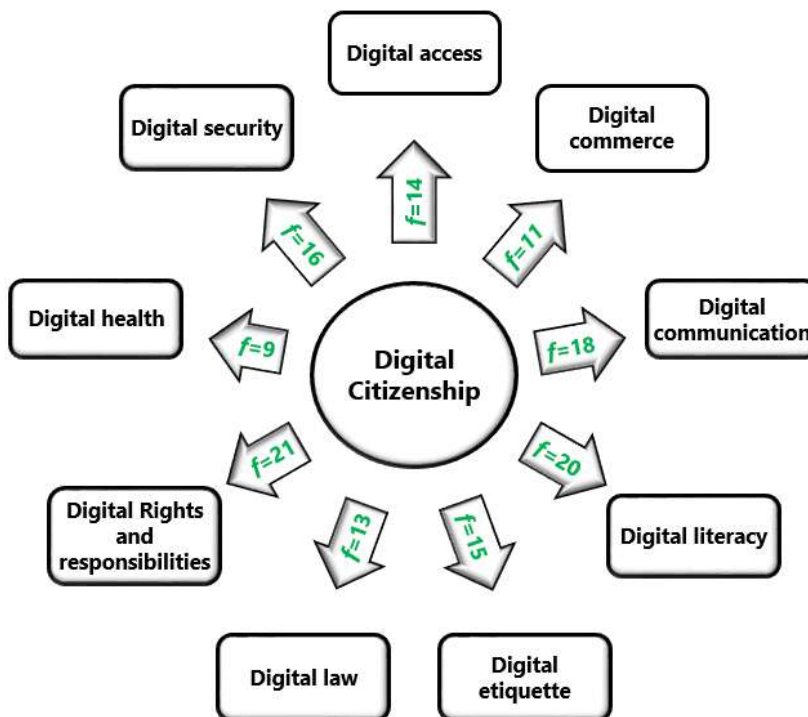 Digital access
Digital security
Digital
commerce
f=14
f=16
f=11
Digital health
Digital
communication
f=9
f=18
Digital
Citizenship
f=21
f=20
Digital Rights
and
responsibilities
f=13
f=15
Digital literacy
Digital law
Digital
etiquette